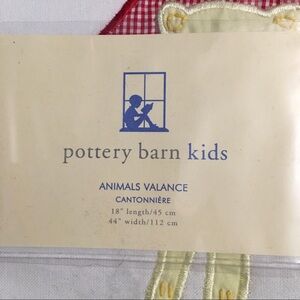 pottery barn kids
ANIMALS VALANCE
CANTONNIÈRE
18" length/45 cm
44" width/112 cm